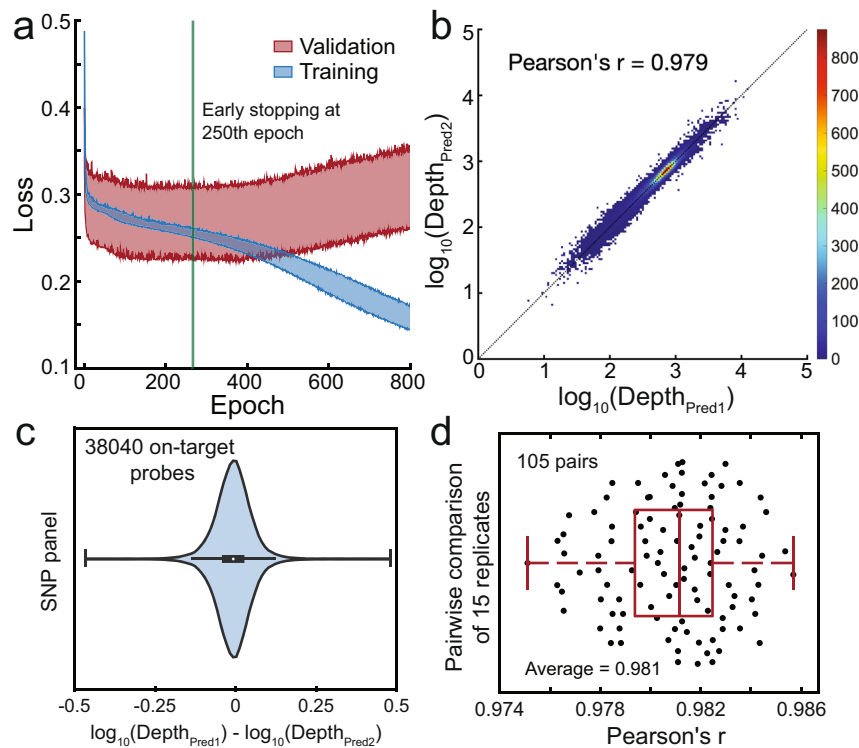 a
0.5
0.4
0.3
0.2
0.1
Loss
Validation
Training
Early stopping at
250th epoch
0
200
400
600
800
Epoch
b
5
4
3
2
1
0
log10(DepthPred2)
Pearson's r = 0.979
0
1
2
3
4
5
log10(DepthPred1)
800
700
600
500
400
300
200
100
0
c
38040 on-target
probes
SNP panel
-0.5
-0.25
0
0.25
0.5
log10(DepthPred1) - log10(DepthPred2)
d
105 pairs
Pairwise comparison
of 15 replicates
Average = 0.981
0.974
0.978
0.982
0.986
Pearson's r